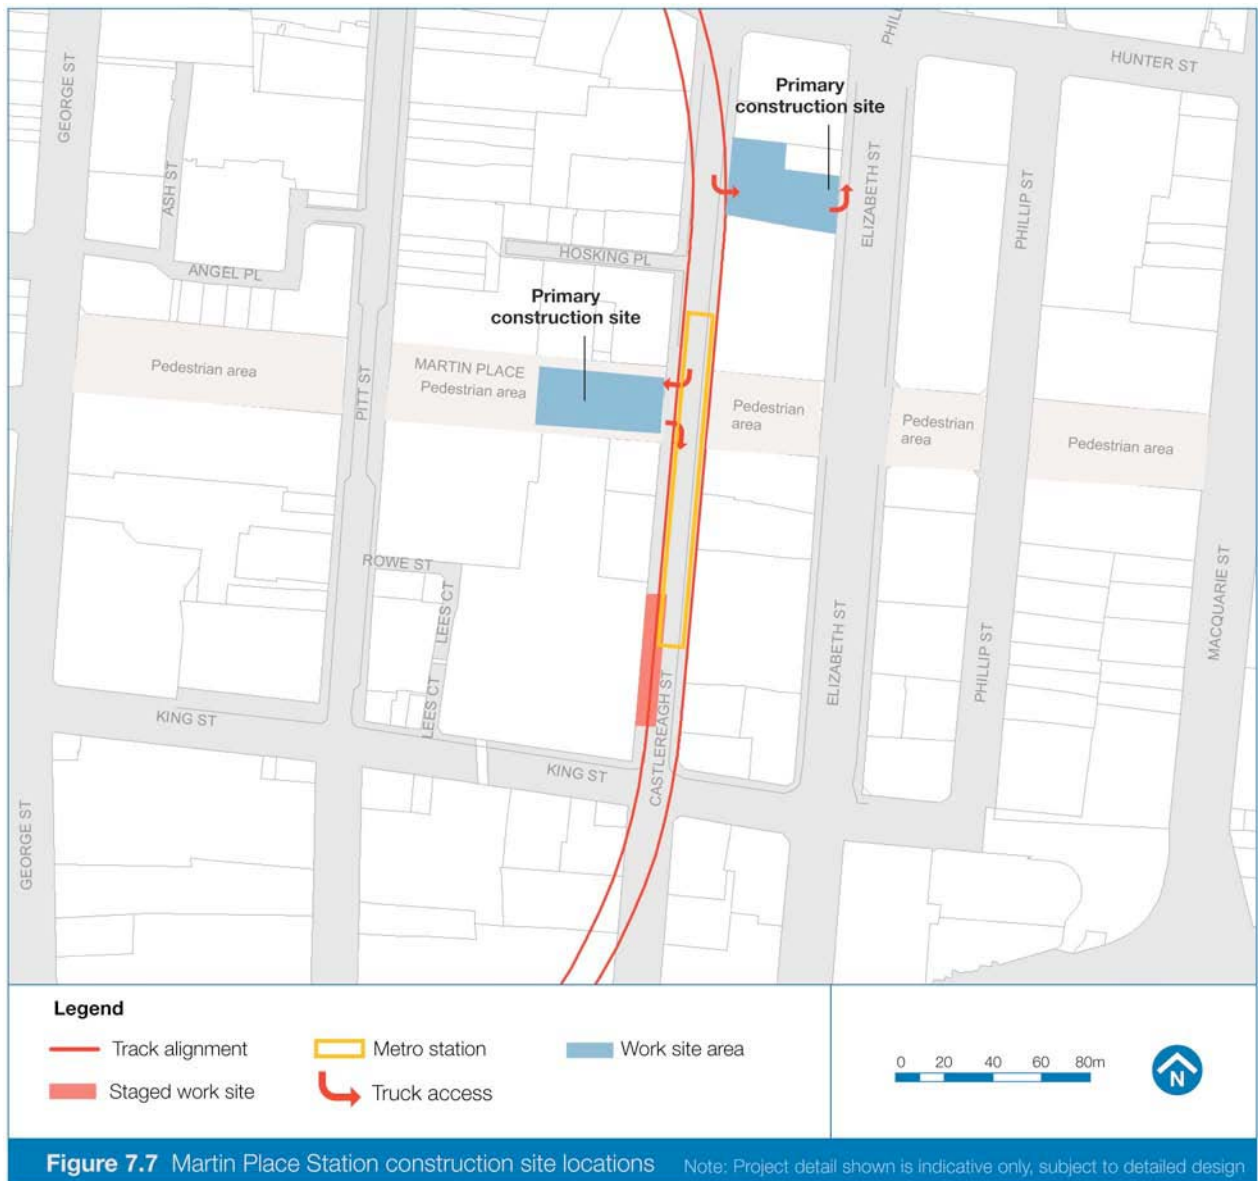 PHIL
HUNTER ST
GEORGE ST
Primary
construction site
ASH ST
ELIZABETH ST
PHILLIP ST
HOSKING PL
ANGEL PL
Primary
construction site
Pedestrian area
MARTIN PLACE
Pedestrian area
PITT ST
Pedestrian
area
Pedestrian
area
Pedestrian area
ROWE ST
LEES CT
MACQUARIE ST
ELIZABETH ST
PHILLIP ST
LEES CT
CASTLEREAGH ST
KING ST
KING ST
GEORGE ST
Legend
Track alignment
Metro station
Work site area
Staged work site
Truck access
0 20 40 60 80m
N
Figure 7.7 Martin Place Station construction site locations Note: Project detail shown is indicative only, subject to detailed design